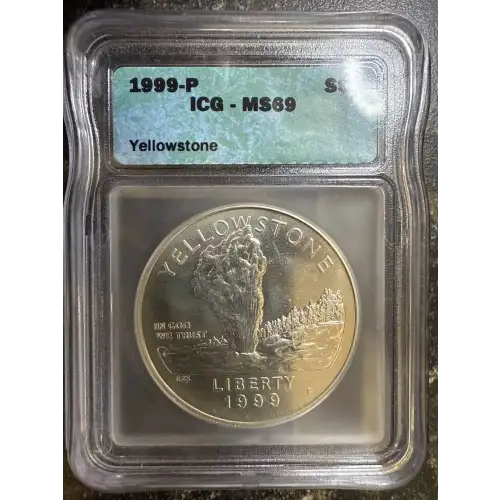 1999-P
ICG - MS69
Yellowstone
YELLOWSTONE
IN GOD
WE TRUST
LIBERTY
1999
P